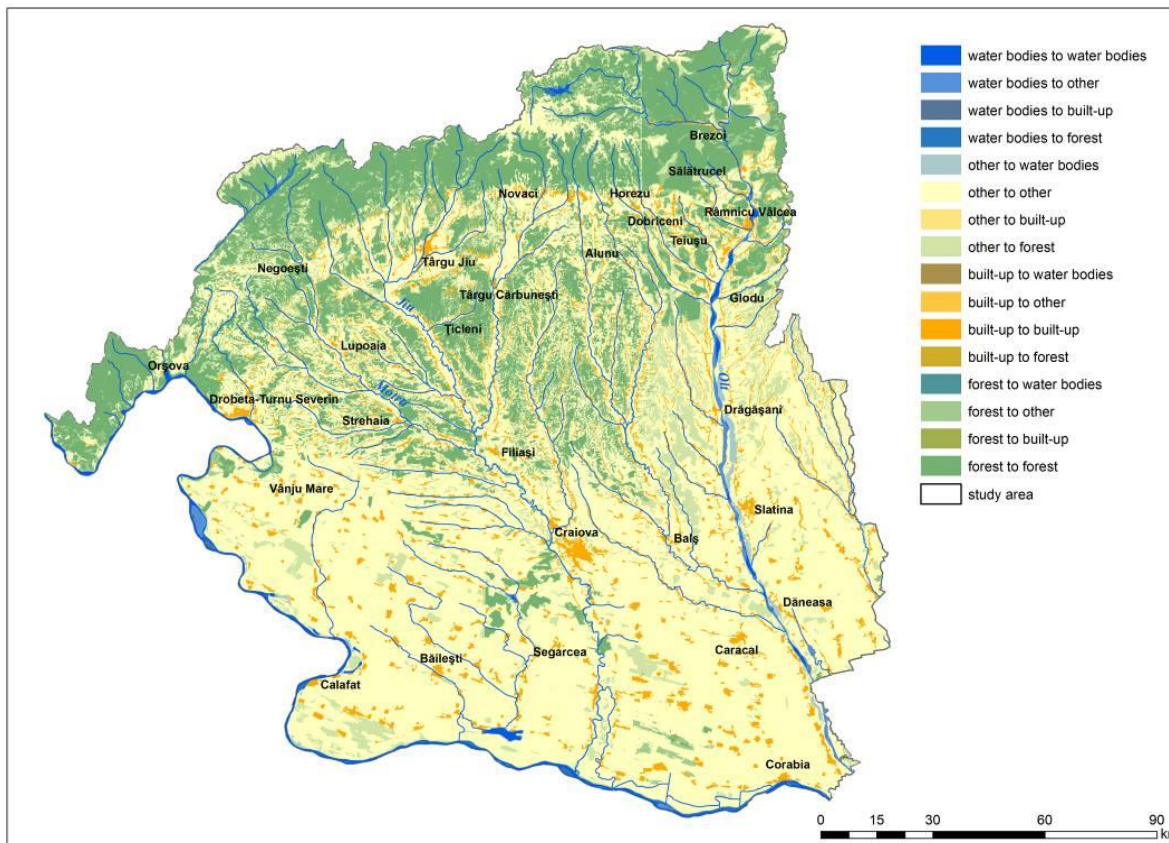 water bodies to water bodies
water bodies to other
water bodies to built-up
water bodies to forest
other to water bodies
other to other
other to built-up
other to forest
built-up to water bodies
built-up to other
built-up to built-up
built-up to forest
forest to water bodies
forest to other
forest to built-up
forest to forest
study area
Brezoi
Sălătrucel
Novaci
Horezu
Râmnicu Vâlcea
Dobriceni
Teiuşu
Alunu
Târgu Jiu
Negoeşti
Târgu Cărbuneşti
Glodu
Jiu
Ţicleni
Lupoaia
Orşova
Olt
Motru
Drobeta-Turnu Severin
Drăgăşani
Strehaia
Filiaşi
Vânju Mare
Slatina
Craiova
Balş
Dăneasa
Caracal
Segarcea
Băileşti
Calafat
Corabia
0 15 30 60 90
km